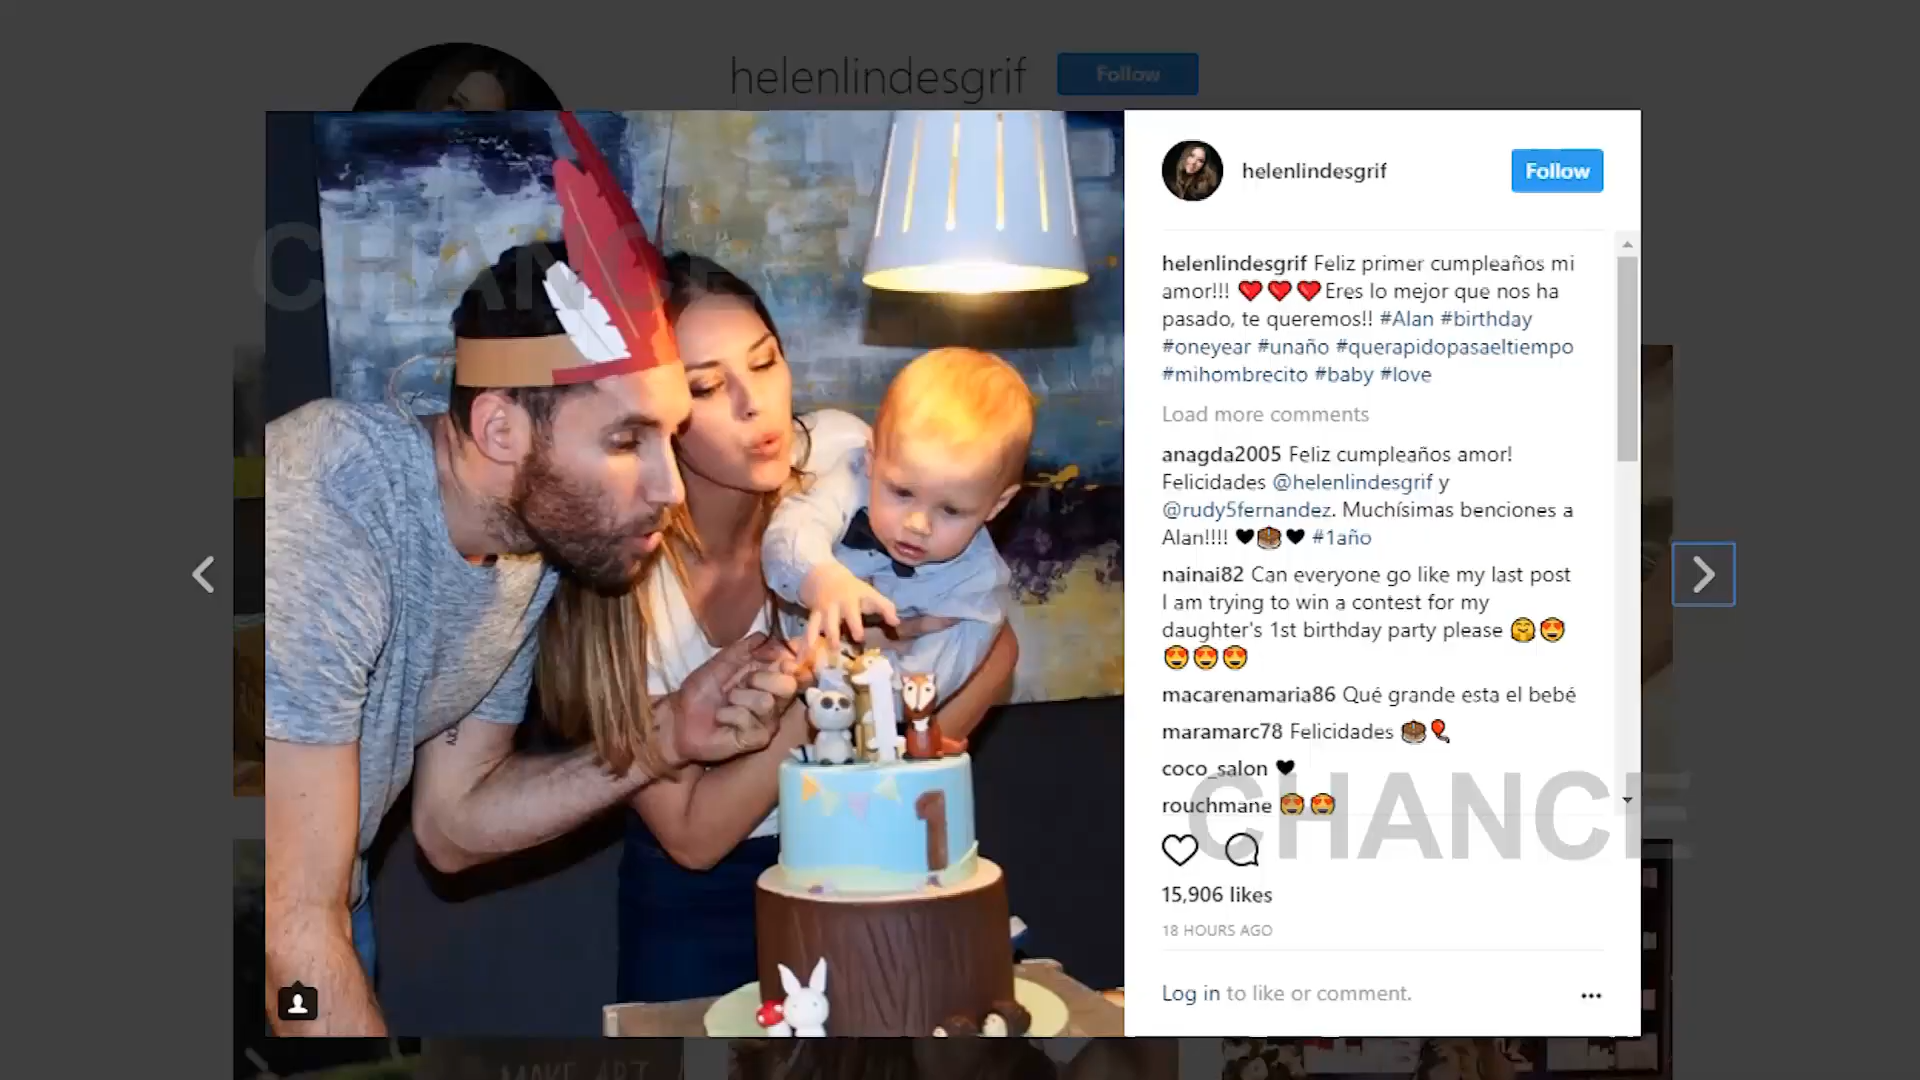 helenlindesgrif Follow
helenlindesgrif Follow
helenlindesgrif Feliz primer cumpleaños mi
amor!!! ❤️❤️❤️Eres lo mejor que nos ha
pasado, te queremos!! #Alan #birthday
#oneyear #unaño #querapidopasaeltiempo
#mihombrecito #baby #love
Load more comments
anagda2005 Feliz cumpleaños amor!
Felicidades @helenlindesgrif y
@rudy5fernandez. Muchísimas benciones a
Alan!!!! 🖤🎂🖤 #1año
nainai82 Can everyone go like my last post
I am trying to win a contest for my
daughter's 1st birthday party please 🤗😍
😍😍😍
macarenamaria86 Qué grande esta el bebé
maramarc78 Felicidades 🎂🎈
coco_salon 🖤
rouchmane 😍😍
15,906 likes
18 HOURS AGO
Log in to like or comment.
CHANCE
CHANCE
1
MAKE ART